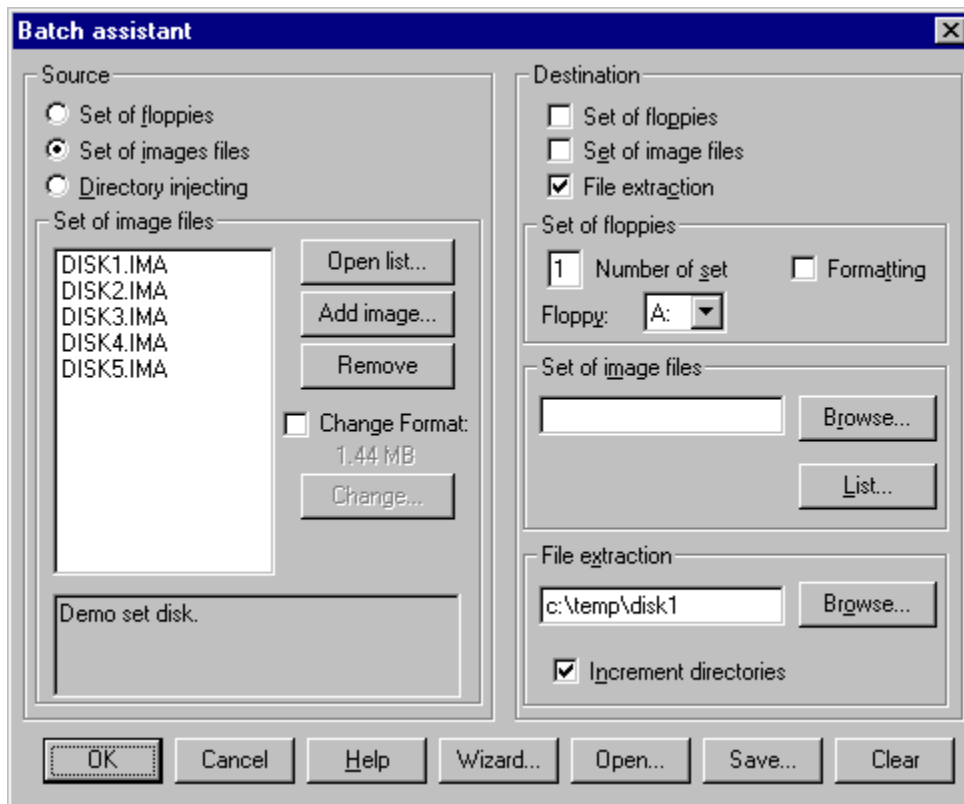 Batch assistant
Source
Set of floppies
Set of images files
Directory injecting
Set of image files
DISK1.IMA
DISK2.IMA
DISK3.IMA
DISK4.IMA
DISK5.IMA
Open list...
Add image...
Remove
Change Format:
1.44 MB
Change...
Demo set disk.
Destination
Set of floppies
Set of image files
File extraction
Set of floppies
1 Number of set Formatting
Floppy: A:
Set of image files
Browse...
List...
File extraction
c:\temp\disk1 Browse...
Increment directories
OK Cancel Help Wizard... Open... Save... Clear